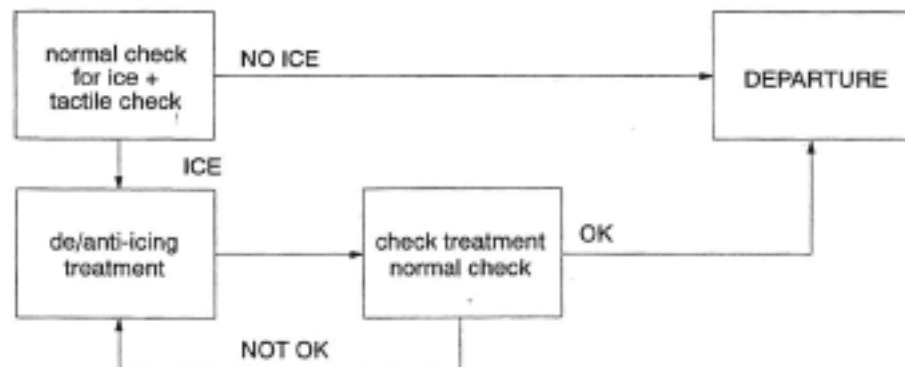 normal check
for ice +
tactile check
NO ICE
DEPARTURE
ICE
de/anti-icing
treatment
check treatment
normal check
OK
NOT OK